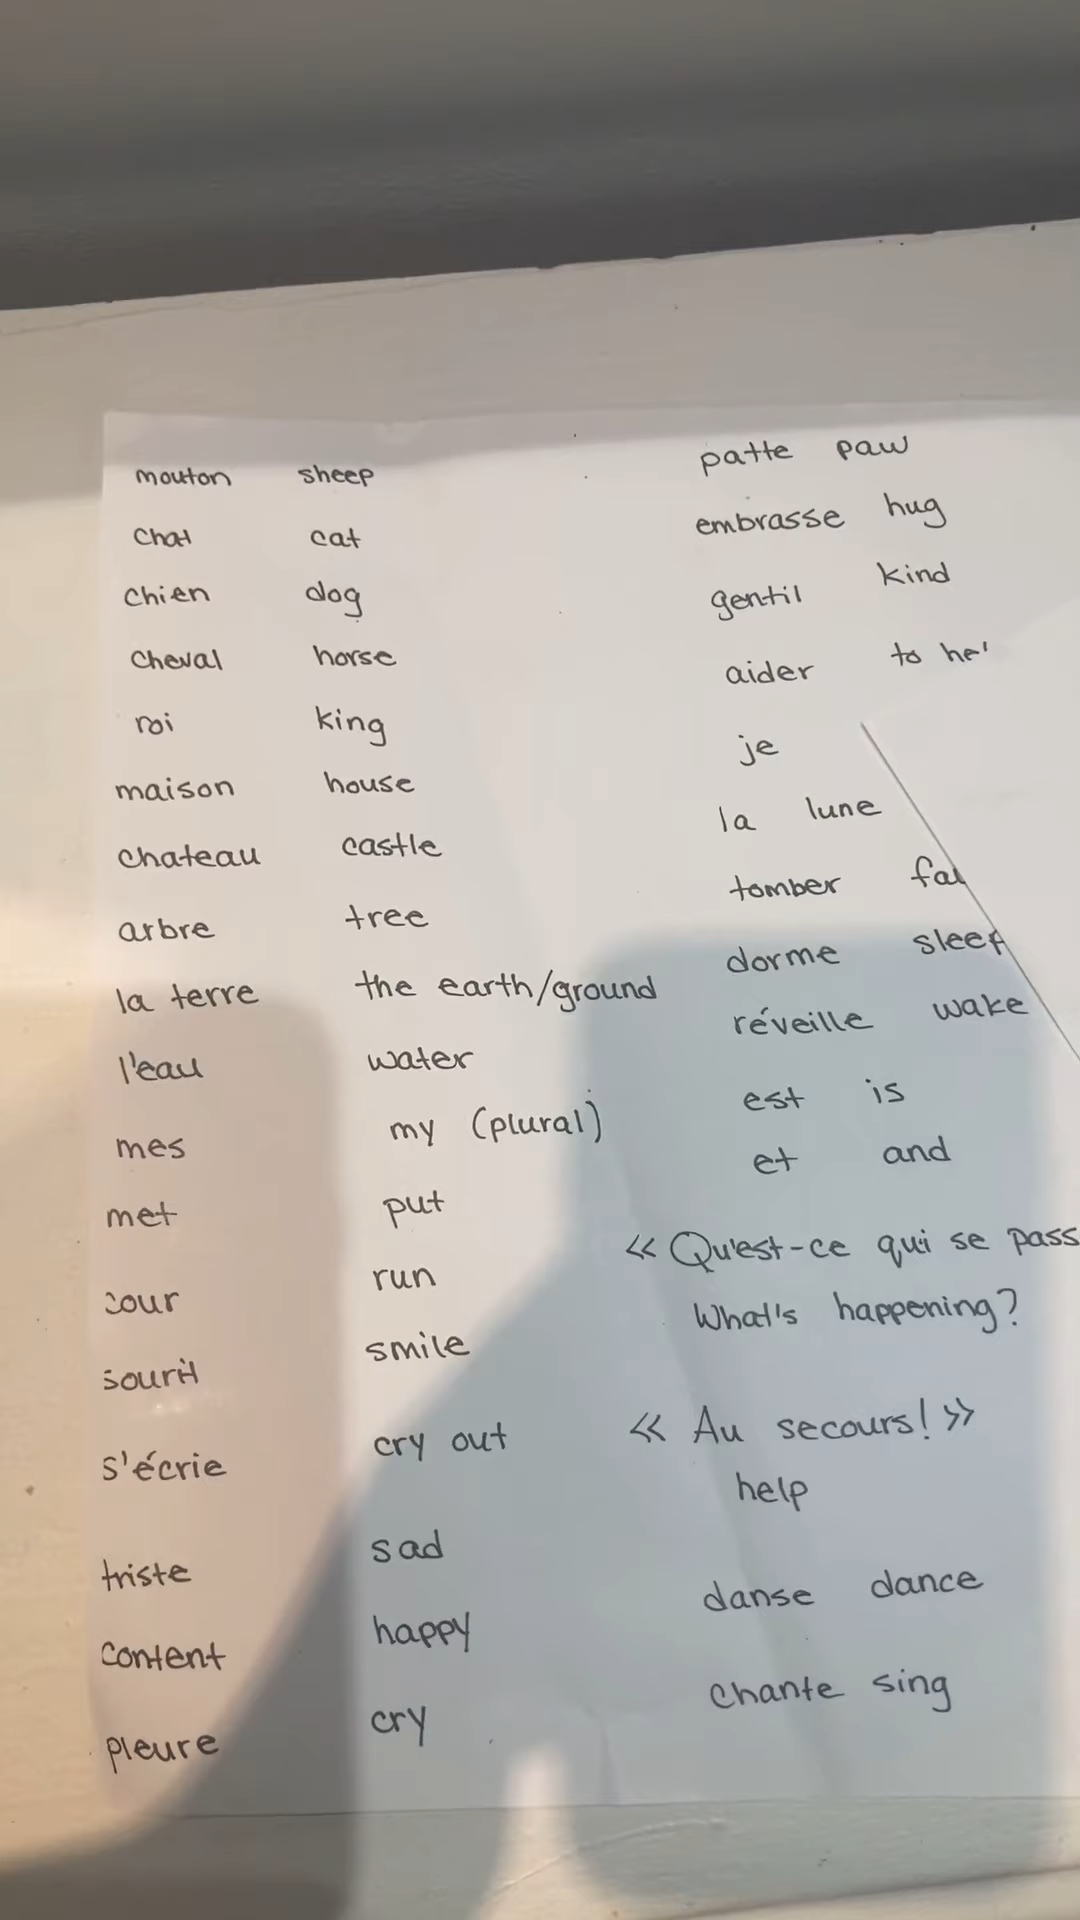 mouton sheep
chat cat
chien dog
cheval horse
roi king
maison house
chateau castle
arbre tree
la terre the earth/ground
l'eau water
mes my (plural)
met put
cour run
sourit smile
s'écrie cry out
triste sad
content happy
pleure cry
patte paw
embrasse hug
gentil kind
aider to
je
la lune
tomber
dorme sleep
réveille wake
est is
et and
« Qu'est-ce qui se
What's happening?
« Au secours! »
help
danse dance
chante sing